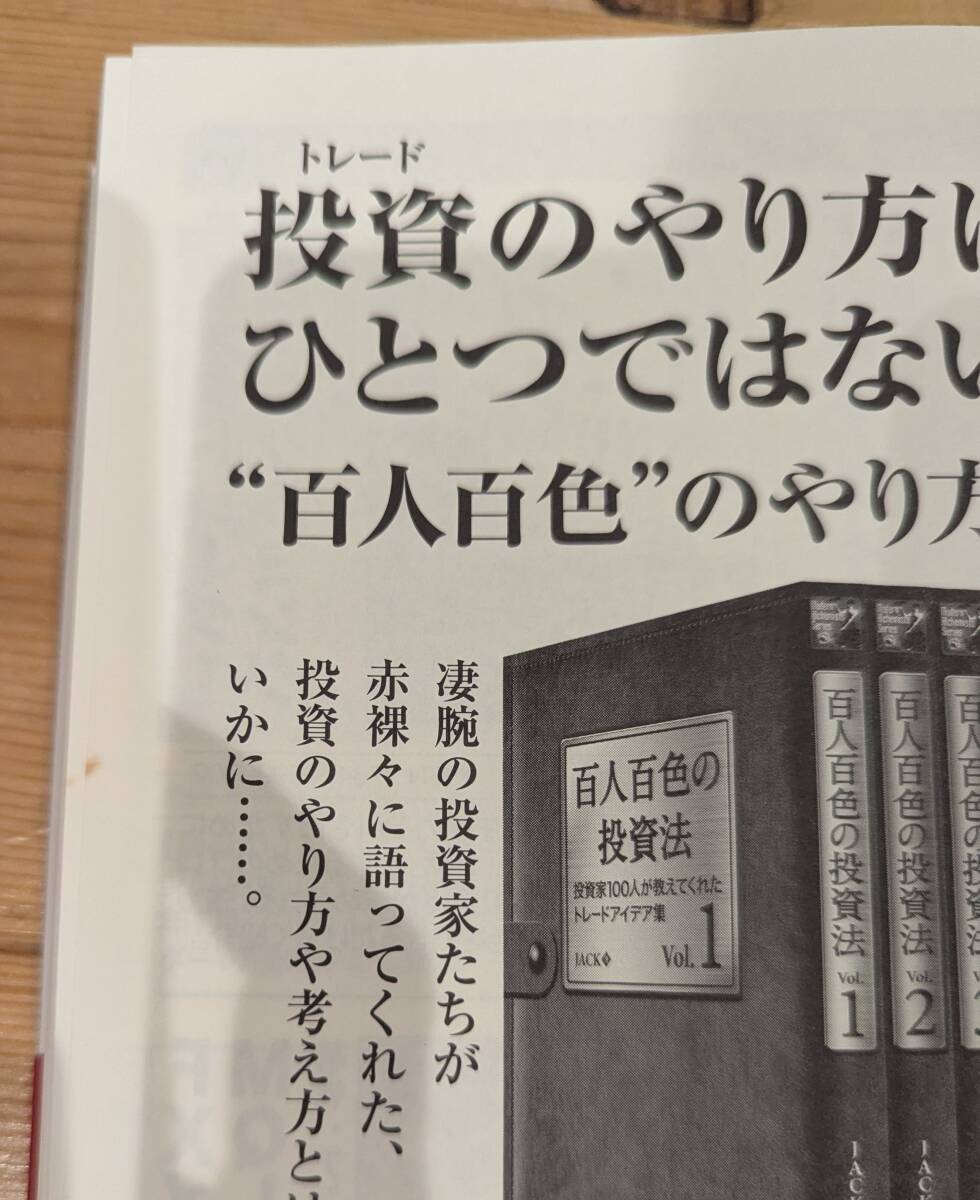 トレード
投資のやり方は
ひとつではない
“百人百色”のやり方
凄腕の投資家たちが
赤裸々に語ってくれた、
投資のやり方や考え方とは
いかに……。
百人百色の
投資法
投資家100人が教えてくれた
トレードアイデア集
JACK
Vol.1
百人百色の投資法
Vol.
1
JAC
百人百色の投資法
Vol.
2
JAC
百人百色の投資法